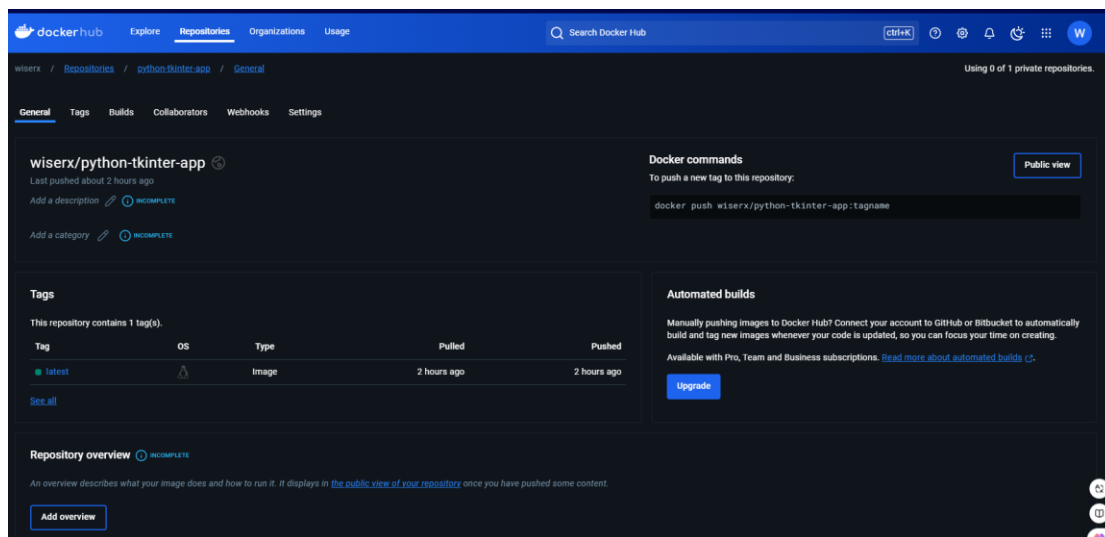 dockerhub Explore Repositories Organizations Usage Search Docker Hub ctrl+K W
wiserx / Repositories / python-tkinter-app / General Using 0 of 1 private repositories.
General Tags Builds Collaborators Webhooks Settings
wiserx/python-tkinter-app
Last pushed about 2 hours ago
Add a description INCOMPLETE
Add a category INCOMPLETE
Docker commands
Public view
To push a new tag to this repository:
docker push wiserx/python-tkinter-app:tagname
Tags
This repository contains 1 tag(s).
Tag OS Type Pulled Pushed
latest Image 2 hours ago 2 hours ago
See all
Automated builds
Manually pushing images to Docker Hub? Connect your account to GitHub or Bitbucket to automatically
build and tag new images whenever your code is updated, so you can focus your time on creating.
Available with Pro, Team and Business subscriptions. Read more about automated builds.
Upgrade
Repository overview INCOMPLETE
An overview describes what your image does and how to run it. It displays in the public view of your repository once you have pushed some content.
Add overview